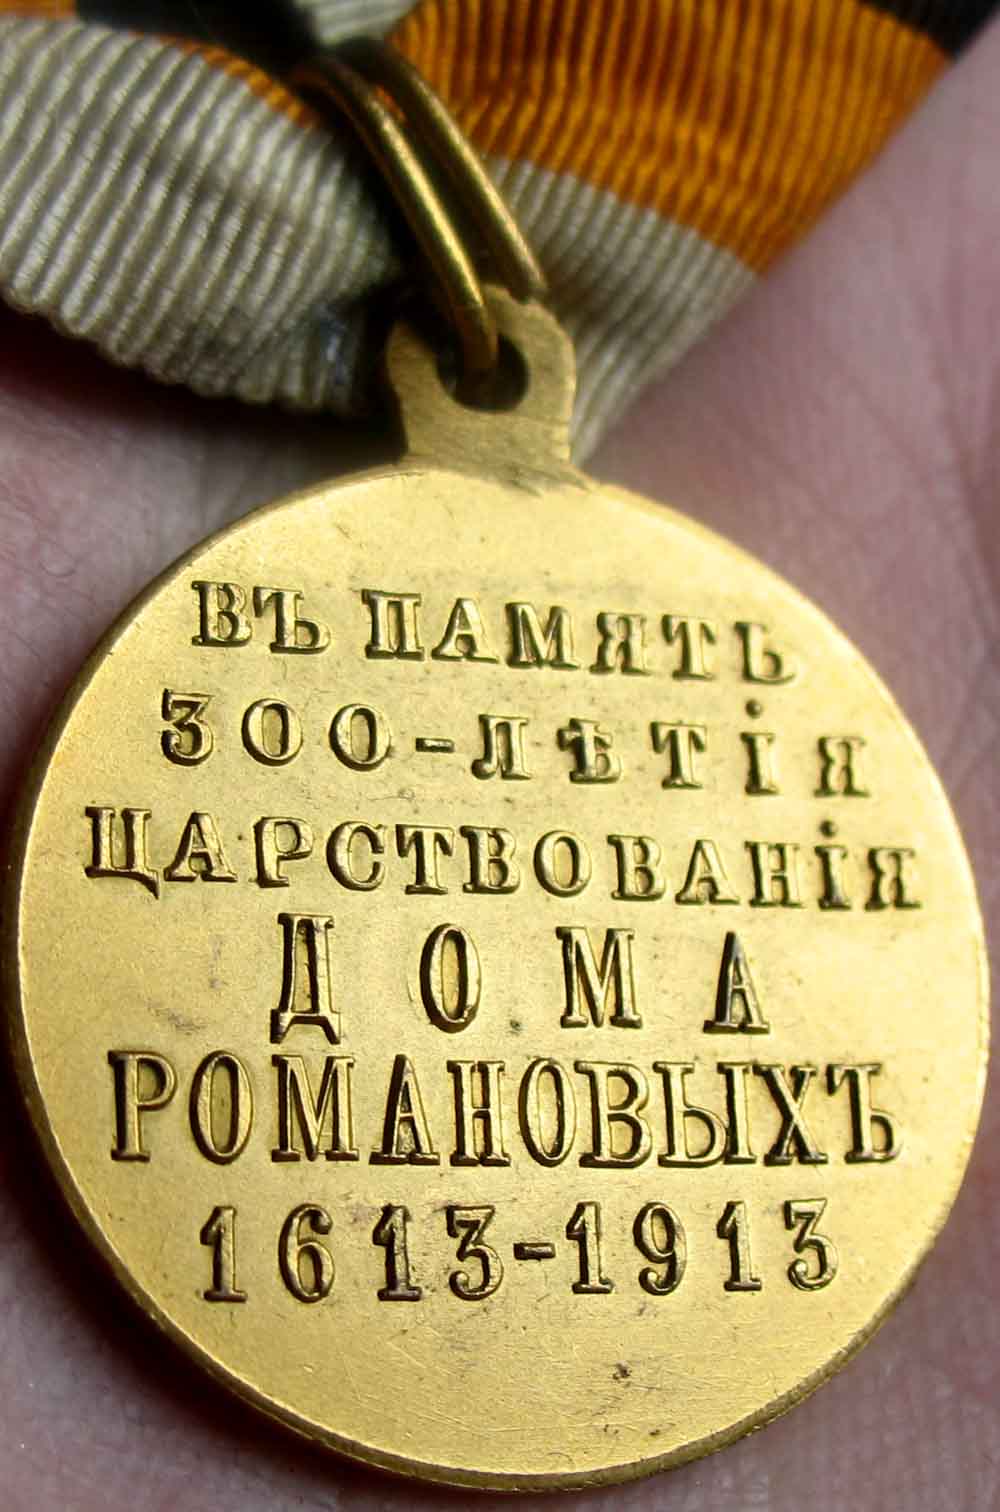 ВЪ ПАМЯТЬ
300-ЛѢТІЯ
ЦАРСТВОВАНІЯ
ДОМА
РОМАНОВЫХЪ
1613-1913